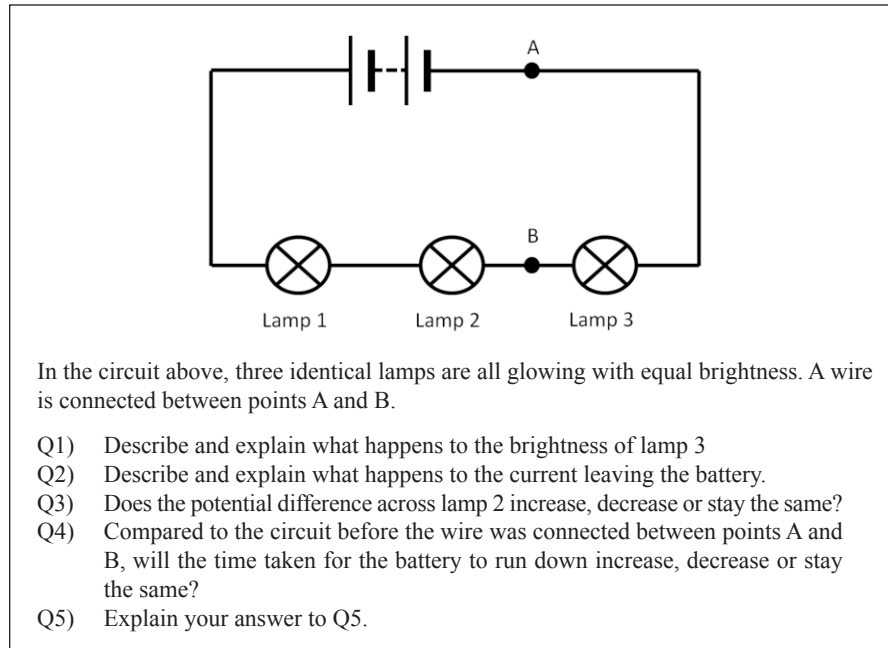 A
B
Lamp 1 Lamp 2 Lamp 3
In the circuit above, three identical lamps are all glowing with equal brightness. A wire
is connected between points A and B.
Q1) Describe and explain what happens to the brightness of lamp 3
Q2) Describe and explain what happens to the current leaving the battery.
Q3) Does the potential difference across lamp 2 increase, decrease or stay the same?
Q4) Compared to the circuit before the wire was connected between points A and
B, will the time taken for the battery to run down increase, decrease or stay
the same?
Q5) Explain your answer to Q5.